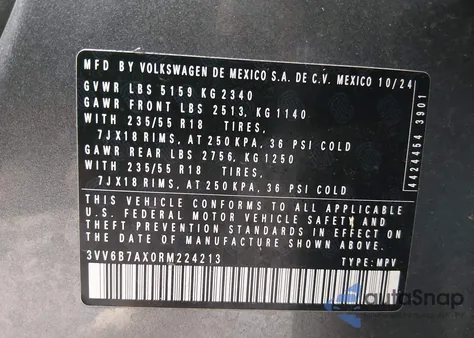 MFD BY VOLKSWAGEN DE MEXICO S.A. DE C.V. MEXICO 10/24
GVWR LBS 5159 KG 2340
GAWR FRONT LBS 2513, KG 1140
WITH 235/55 R18 TIRES,
7JX18 RIMS, AT 250 KPA, 36 PSI COLD
GAWR REAR LBS 2756, KG 1250
WITH 235/55 R18 TIRES,
7JX18 RIMS, AT 250 KPA, 36 PSI COLD
THIS VEHICLE CONFORMS TO ALL APPLICABLE
U.S. FEDERAL MOTOR VEHICLE SAFETY AND
THEFT PREVENTION STANDARDS IN EFFECT ON
THE DATE OF MANUFACTURE SHOWN ABOVE.
3VV6B7AX0RM224213 TYPE: MPV
4424454 3901
autoSnap